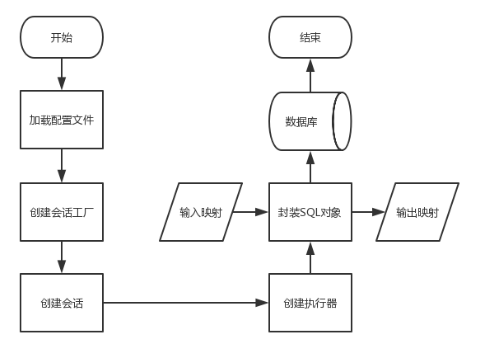 开始
结束
加载配置文件
数据库
创建会话工厂
输入映射
封装SQL对象
输出映射
创建会话
创建执行器